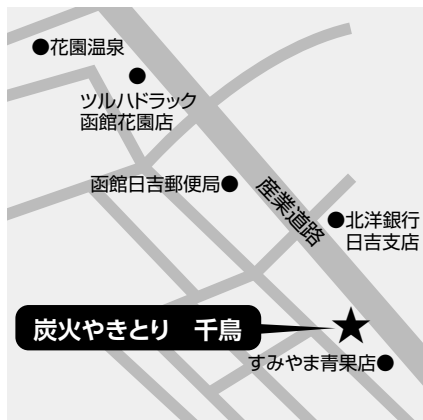 ●花園温泉
●
ツルハドラック
函館花園店
函館日吉郵便局●
産業道路
●北洋銀行
日吉支店
炭火やきとり　千鳥
★
すみやま青果店●